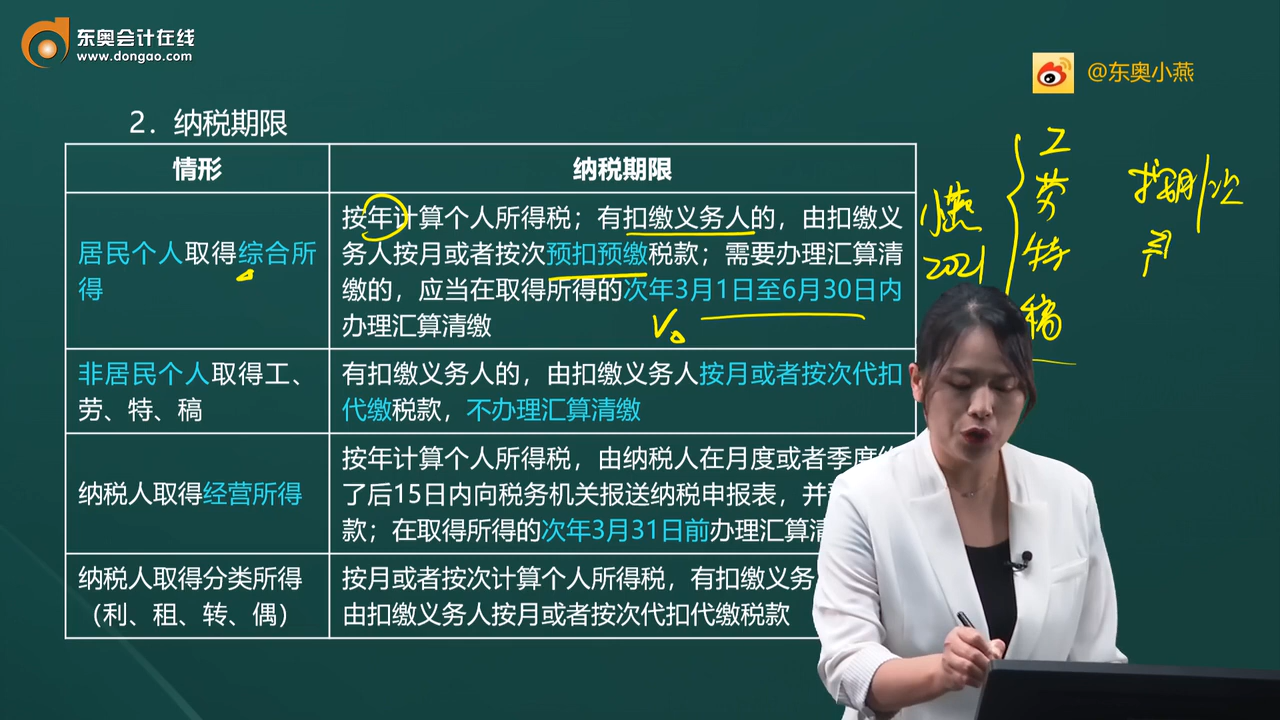 东奥会计在线
www.dongao.com
@东奥小燕
2．纳税期限
情形
纳税期限
居民个人取得综合所
得
按年计算个人所得税；有扣缴义务人的，由扣缴义
务人按月或者按次预扣预缴税款；需要办理汇算清
缴的，应当在取得所得的次年3月1日至6月30日内
办理汇算清缴
非居民个人取得工、
劳、特、稿
有扣缴义务人的，由扣缴义务人按月或者按次代扣
代缴税款，不办理汇算清缴
纳税人取得经营所得
按年计算个人所得税，由纳税人在月度或者季度终
了后15日内向税务机关报送纳税申报表，并
款；在取得所得的次年3月31日前办理汇算
纳税人取得分类所得
（利、租、转、偶）
按月或者按次计算个人所得税，有扣缴义务
由扣缴义务人按月或者按次代扣代缴税款
小燕
2021
工
劳
特
稿
按月/次